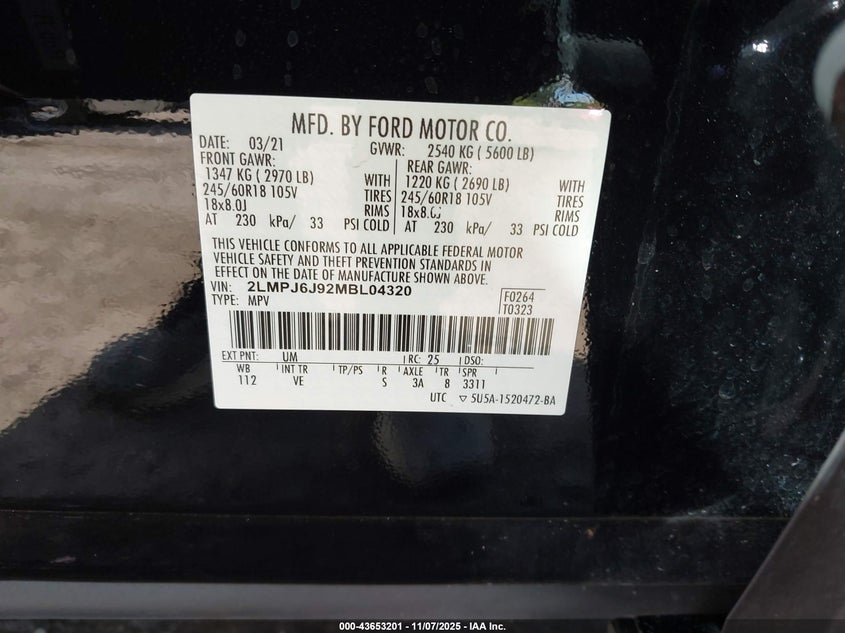 MFD. BY FORD MOTOR CO.
DATE: 03/21 GVWR: 2540 KG ( 5600 LB)
FRONT GAWR: REAR GAWR:
1347 KG ( 2970 LB) WITH 1220 KG ( 2690 LB) WITH
245/60R18 105V TIRES 245/60R18 105V TIRES
18x8.0J RIMS 18x8.0J RIMS
AT 230 kPa/ 33 PSI COLD AT 230 kPa/ 33 PSI COLD
THIS VEHICLE CONFORMS TO ALL APPLICABLE FEDERAL MOTOR
VEHICLE SAFETY AND THEFT PREVENTION STANDARDS IN
EFFECT ON THE DATE OF MANUFACTURE SHOWN ABOVE.
VIN: 2LMPJ6J92MBL04320 F0264
TYPE: MPV T0323
EXT PNT: UM RC: 25 DSO:
WB INT TR TP/PS R AXLE TR SPR
112 VE S 3A 8 3311
UTC ▽ 5U5A-1520472-BA
000-43653201 - 11/07/2025 - IAA Inc.